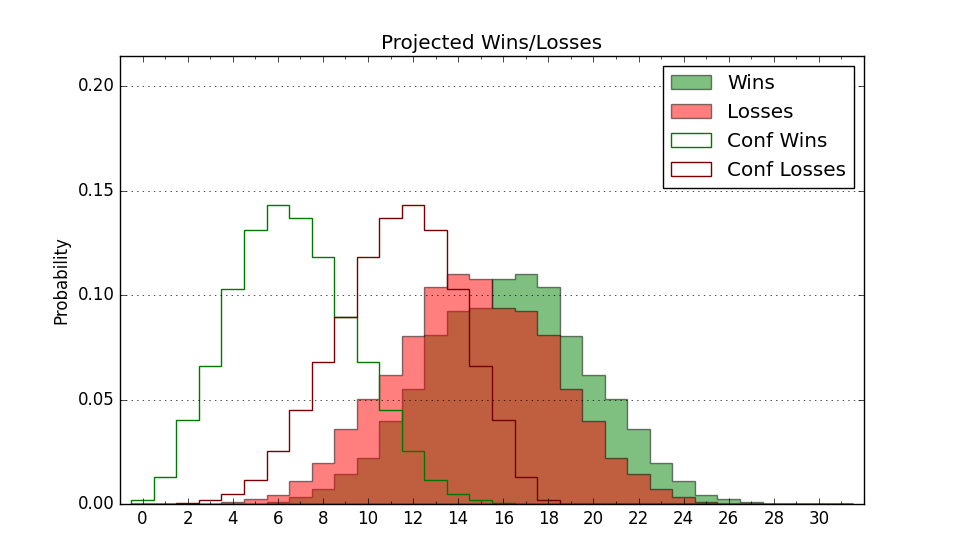 Projected Wins/Losses
Wins
Losses
Conf Wins
Conf Losses
Probability
0.20
0.15
0.10
0.05
0.00
0 2 4 6 8 10 12 14 16 18 20 22 24 26 28 30